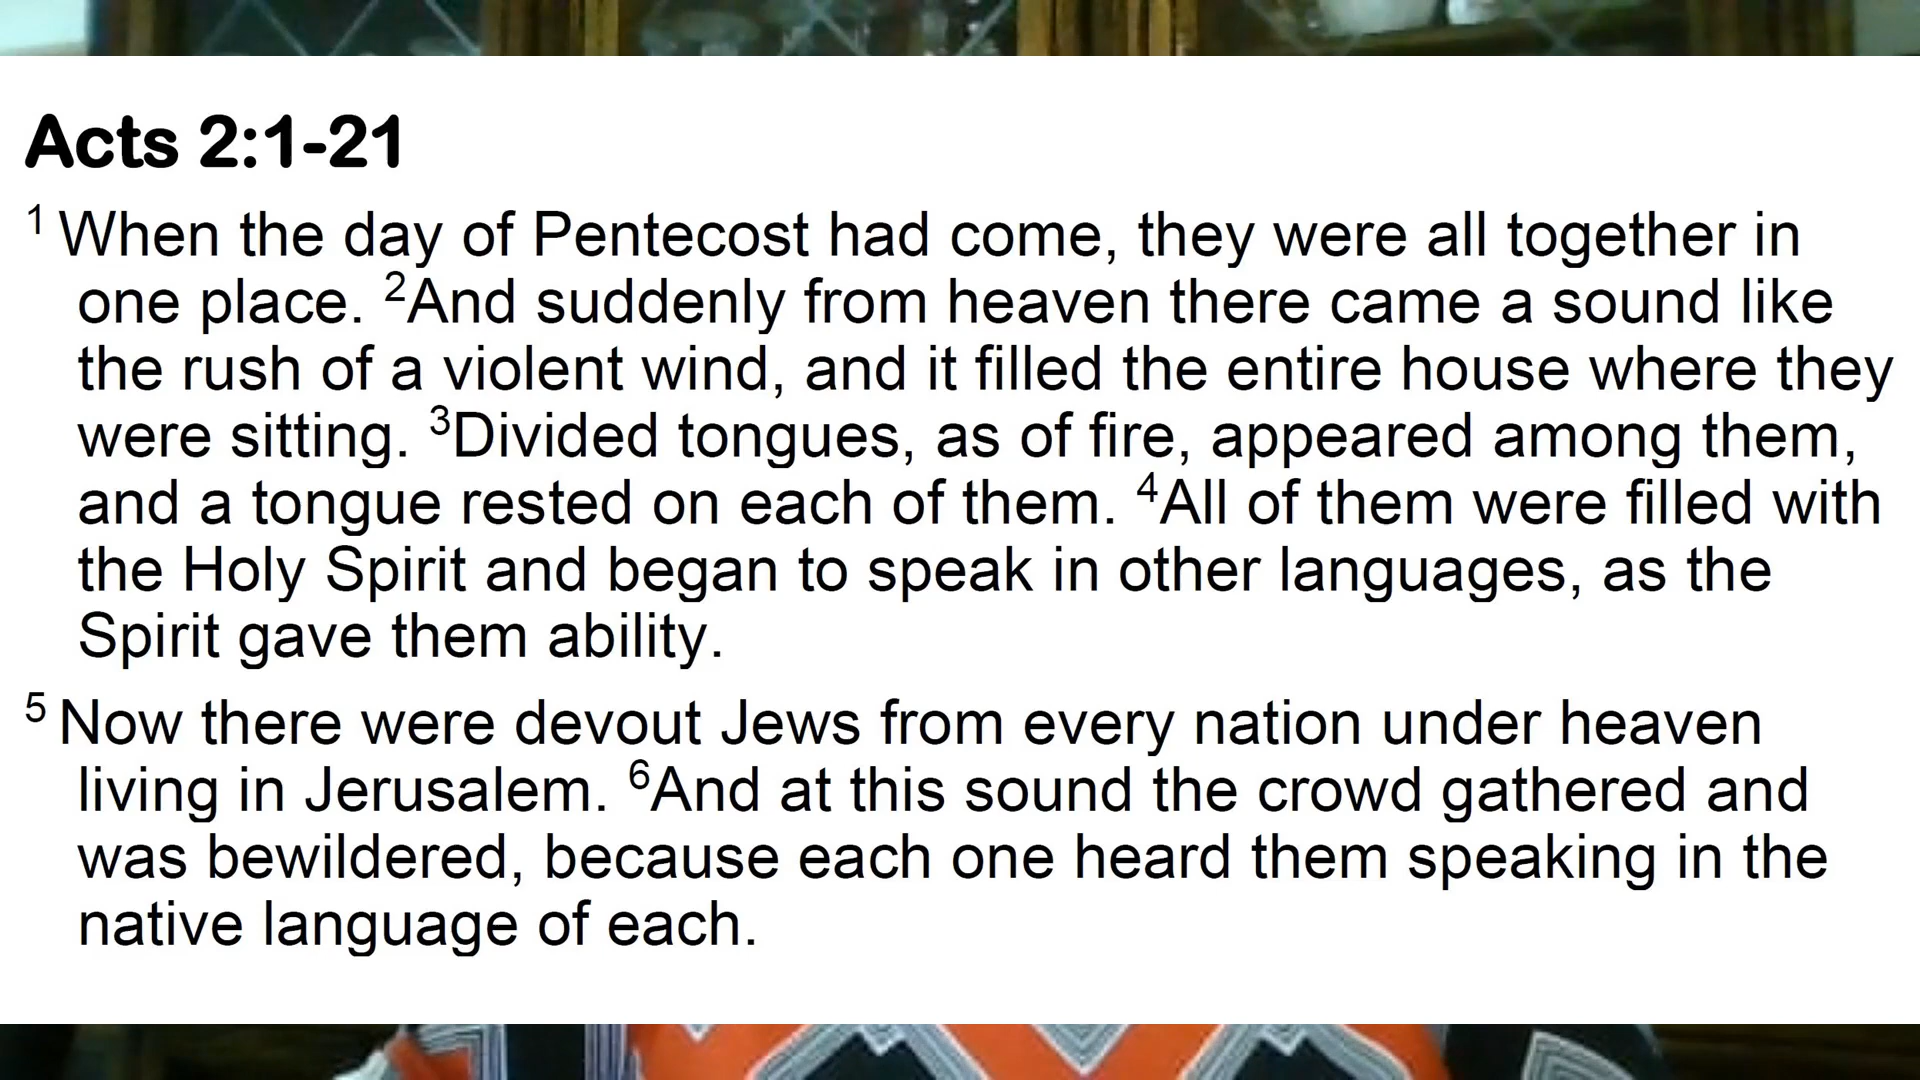 Acts 2:1-21
1 When the day of Pentecost had come, they were all together in
one place. 2And suddenly from heaven there came a sound like
the rush of a violent wind, and it filled the entire house where they
were sitting. 3Divided tongues, as of fire, appeared among them,
and a tongue rested on each of them. 4All of them were filled with
the Holy Spirit and began to speak in other languages, as the
Spirit gave them ability.
5 Now there were devout Jews from every nation under heaven
living in Jerusalem. 6And at this sound the crowd gathered and
was bewildered, because each one heard them speaking in the
native language of each.